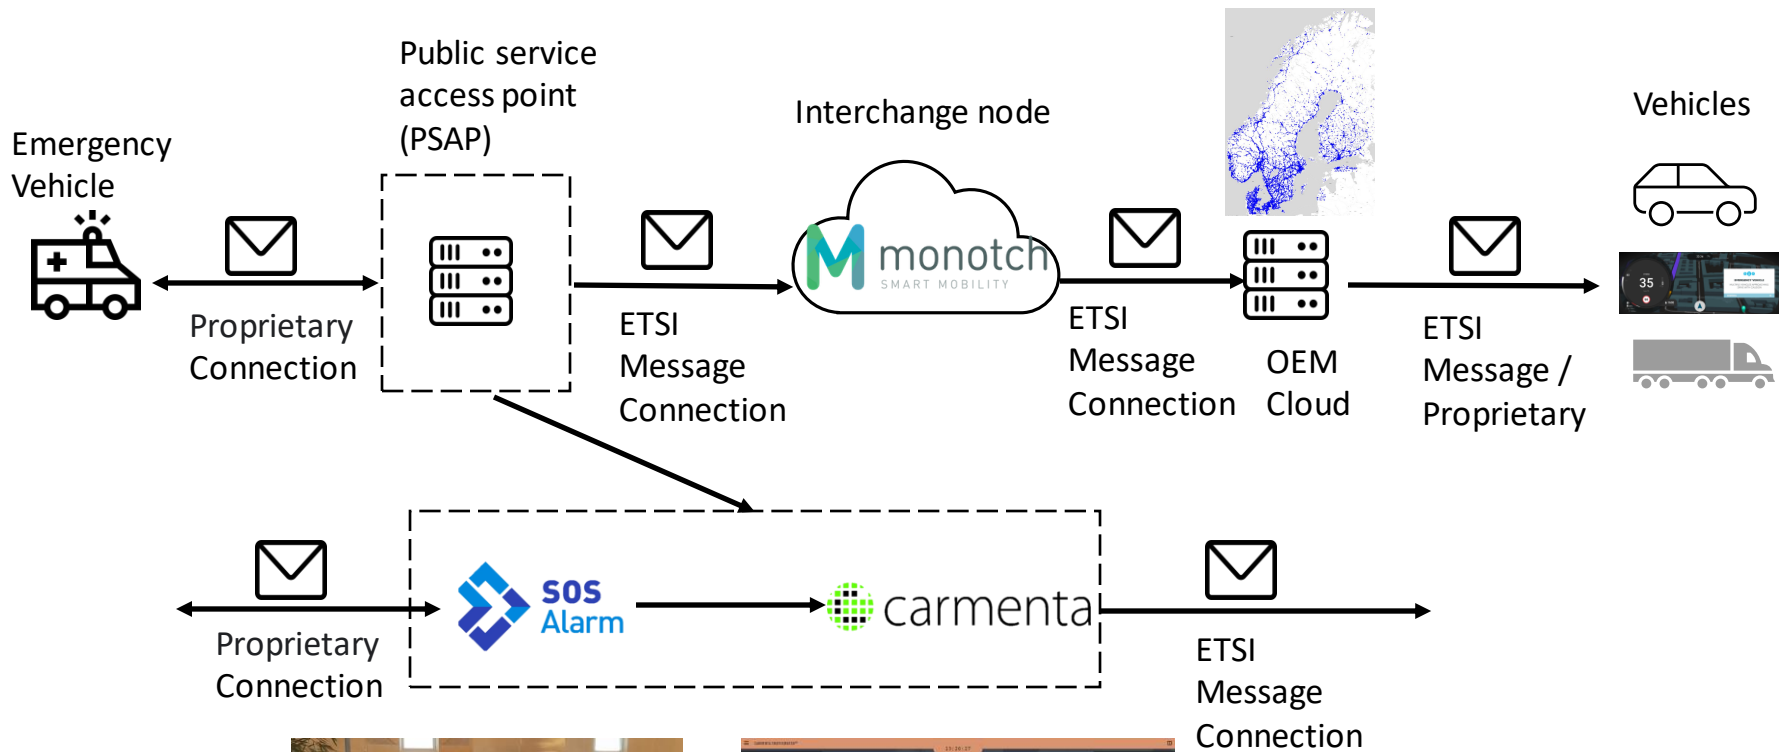 Public service
access point
(PSAP)
Interchange node
Vehicles
Emergency
Vehicle
monotch
SMART MOBILITY
35
Proprietary
Connection
ETSI
Message
Connection
ETSI
Message
Connection
OEM
Cloud
ETSI
Message /
Proprietary
SOS
Alarm
carmenta
Proprietary
Connection
ETSI
Message
Connection